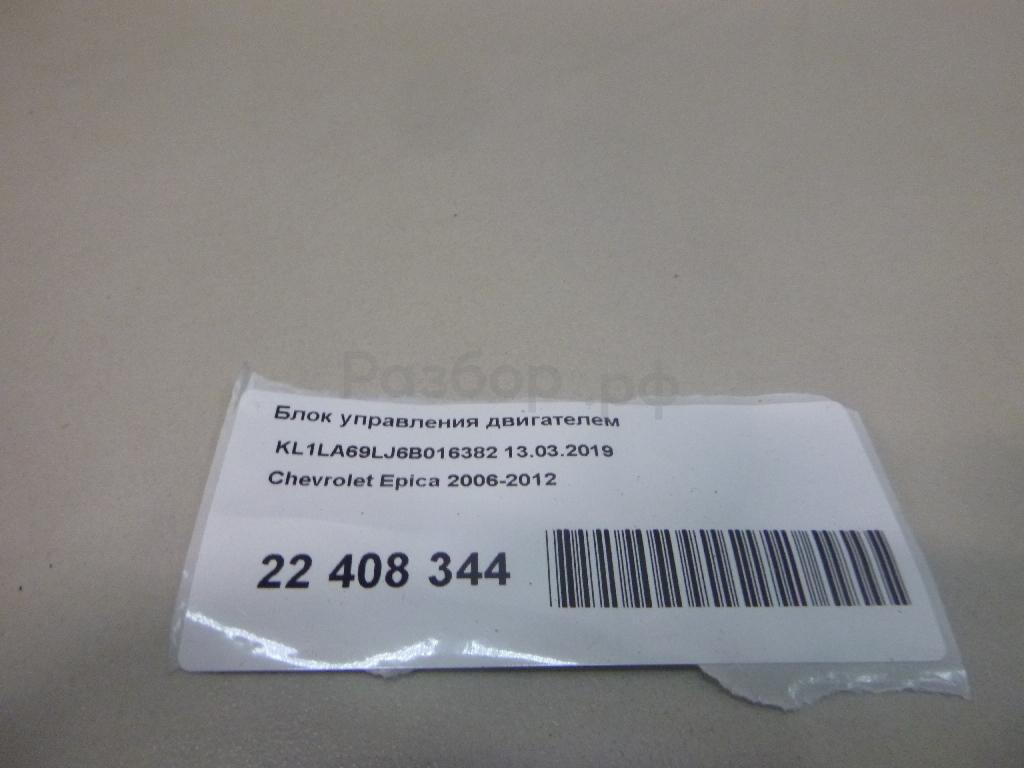 Разбор.рф
Блок управления двигателем
KL1LA69LJ6B016382 13.03.2019
Chevrolet Epica 2006-2012
22 408 344